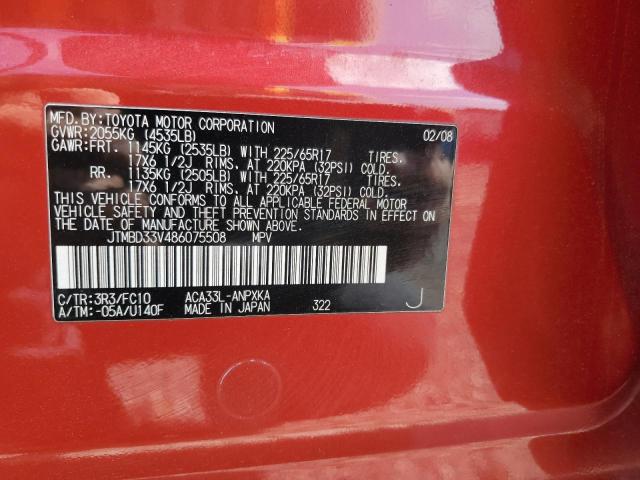 MFD.BY:TOYOTA MOTOR CORPORATION 02/08
GVWR:2055KG (4535LB)
GAWR:FRT. 1145KG (2535LB) WITH 225/65R17 TIRES.
17X6 1/2J RIMS. AT 220KPA (32PSI) COLD.
RR. 1135KG (2505LB) WITH 225/65R17 TIRES.
17X6 1/2J RIMS. AT 220KPA (32PSI) COLD.
THIS VEHICLE CONFORMS TO ALL APPLICABLE FEDERAL MOTOR
VEHICLE SAFETY AND THEFT PREVENTION STANDARDS IN EFFECT ON
THE DATE OF MANUFACTURE SHOWN ABOVE.
JTMBD33V486075508 MPV
C/TR:3R3/FC10 ACA33L-ANPXKA
A/TM:-05A/U140F MADE IN JAPAN 322 J